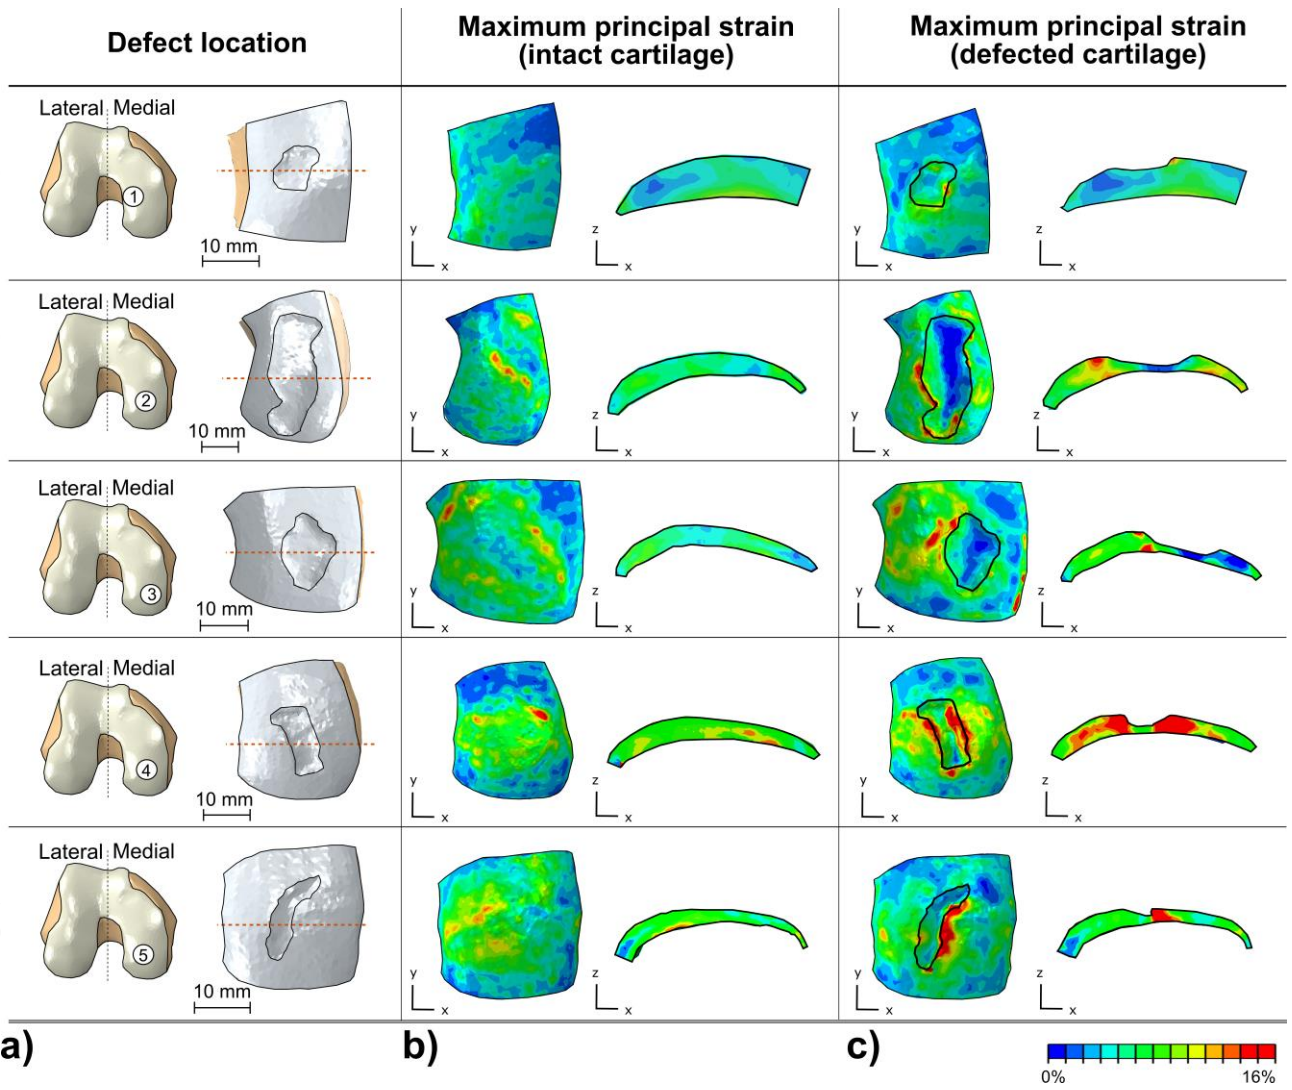 Defect location
Maximum principal strain
(intact cartilage)
Maximum principal strain
(defected cartilage)
Lateral Medial
1
10 mm
y
x
z
x
y
x
z
x
Lateral Medial
2
10 mm
y
x
z
x
y
x
z
x
Lateral Medial
3
10 mm
y
x
z
x
y
x
z
x
Lateral Medial
4
10 mm
y
x
z
x
y
x
z
x
Lateral Medial
5
10 mm
y
x
z
x
y
x
z
x
a)
b)
c)
0%
16%